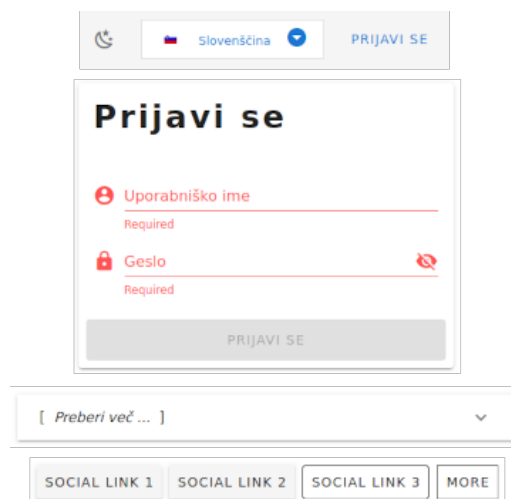 Slovenščina PRIJAVI SE
Prijavi se
Uporabniško ime
Required
Geslo
Required
PRIJAVI SE
[ Preberi več ... ]
SOCIAL LINK 1 SOCIAL LINK 2 SOCIAL LINK 3 MORE